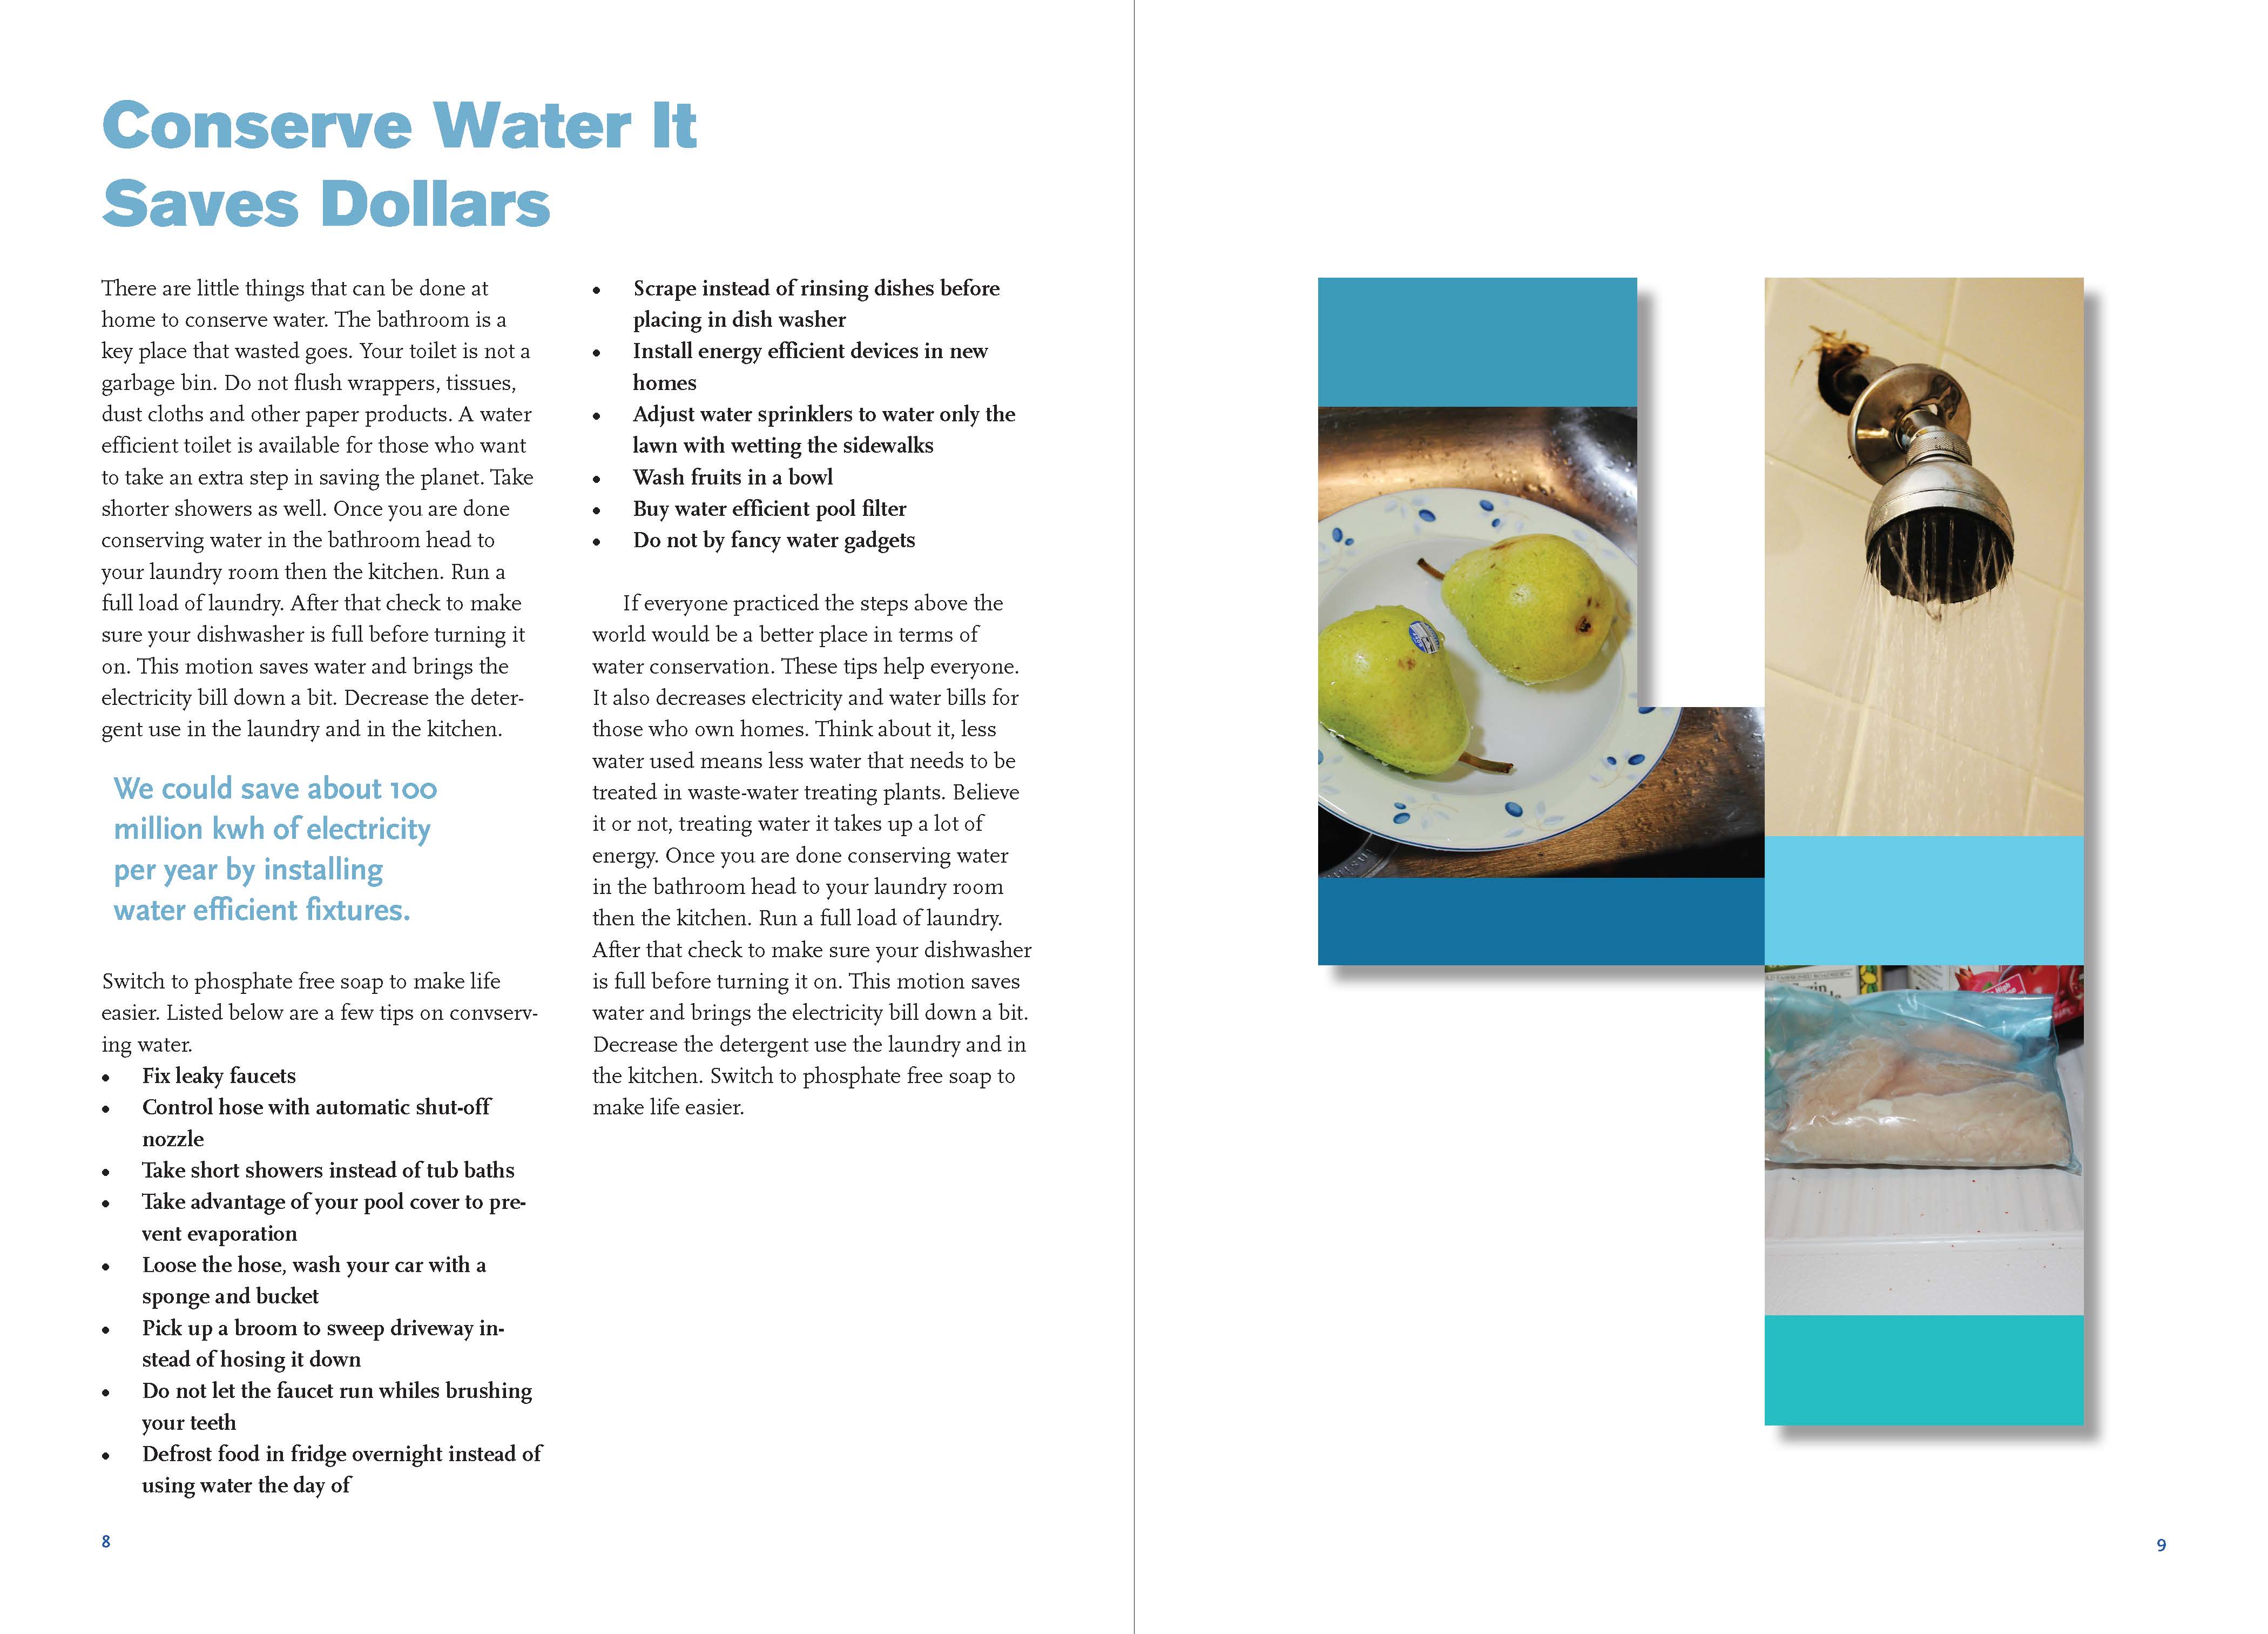 Conserve Water It
Saves Dollars
There are little things that can be done at
home to conserve water. The bathroom is a
key place that wasted goes. Your toilet is not a
garbage bin. Do not flush wrappers, tissues,
dust cloths and other paper products. A water
efficient toilet is available for those who want
to take an extra step in saving the planet. Take
shorter showers as well. Once you are done
conserving water in the bathroom head to
your laundry room then the kitchen. Run a
full load of laundry. After that check to make
sure your dishwasher is full before turning it
on. This motion saves water and brings the
electricity bill down a bit. Decrease the deter-
gent use in the laundry and in the kitchen.
We could save about 100
million kwh of electricity
per year by installing
water efficient fixtures.
Switch to phosphate free soap to make life
easier. Listed below are a few tips on convserv-
ing water.
• Fix leaky faucets
• Control hose with automatic shut-off
nozzle
• Take short showers instead of tub baths
• Take advantage of your pool cover to pre-
vent evaporation
• Loose the hose, wash your car with a
sponge and bucket
• Pick up a broom to sweep driveway in-
stead of hosing it down
• Do not let the faucet run whiles brushing
your teeth
• Defrost food in fridge overnight instead of
using water the day of
• Scrape instead of rinsing dishes before
placing in dish washer
• Install energy efficient devices in new
homes
• Adjust water sprinklers to water only the
lawn with wetting the sidewalks
• Wash fruits in a bowl
• Buy water efficient pool filter
• Do not by fancy water gadgets
If everyone practiced the steps above the
world would be a better place in terms of
water conservation. These tips help everyone.
It also decreases electricity and water bills for
those who own homes. Think about it, less
water used means less water that needs to be
treated in waste-water treating plants. Believe
it or not, treating water it takes up a lot of
energy. Once you are done conserving water
in the bathroom head to your laundry room
then the kitchen. Run a full load of laundry.
After that check to make sure your dishwasher
is full before turning it on. This motion saves
water and brings the electricity bill down a bit.
Decrease the detergent use the laundry and in
the kitchen. Switch to phosphate free soap to
make life easier.
8
9